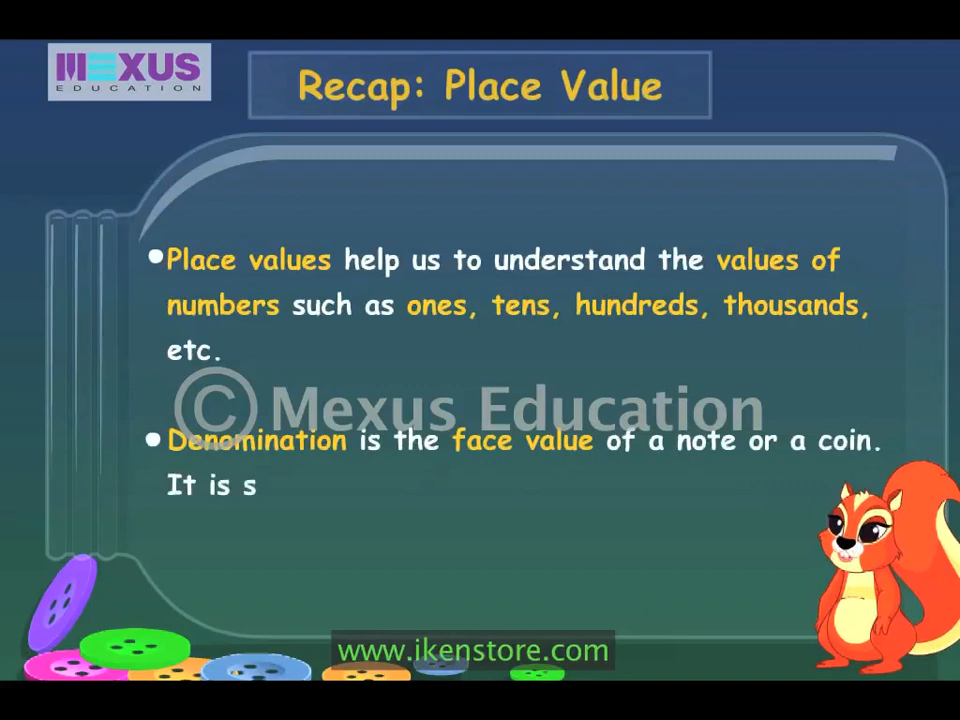 MEXUS
EDUCATION
Recap: Place Value
•Place values help us to understand the values of
numbers such as ones, tens, hundreds, thousands,
etc.
© Mexus Education
• Denomination is the face value of a note or a coin.
It is s
www.ikenstore.com